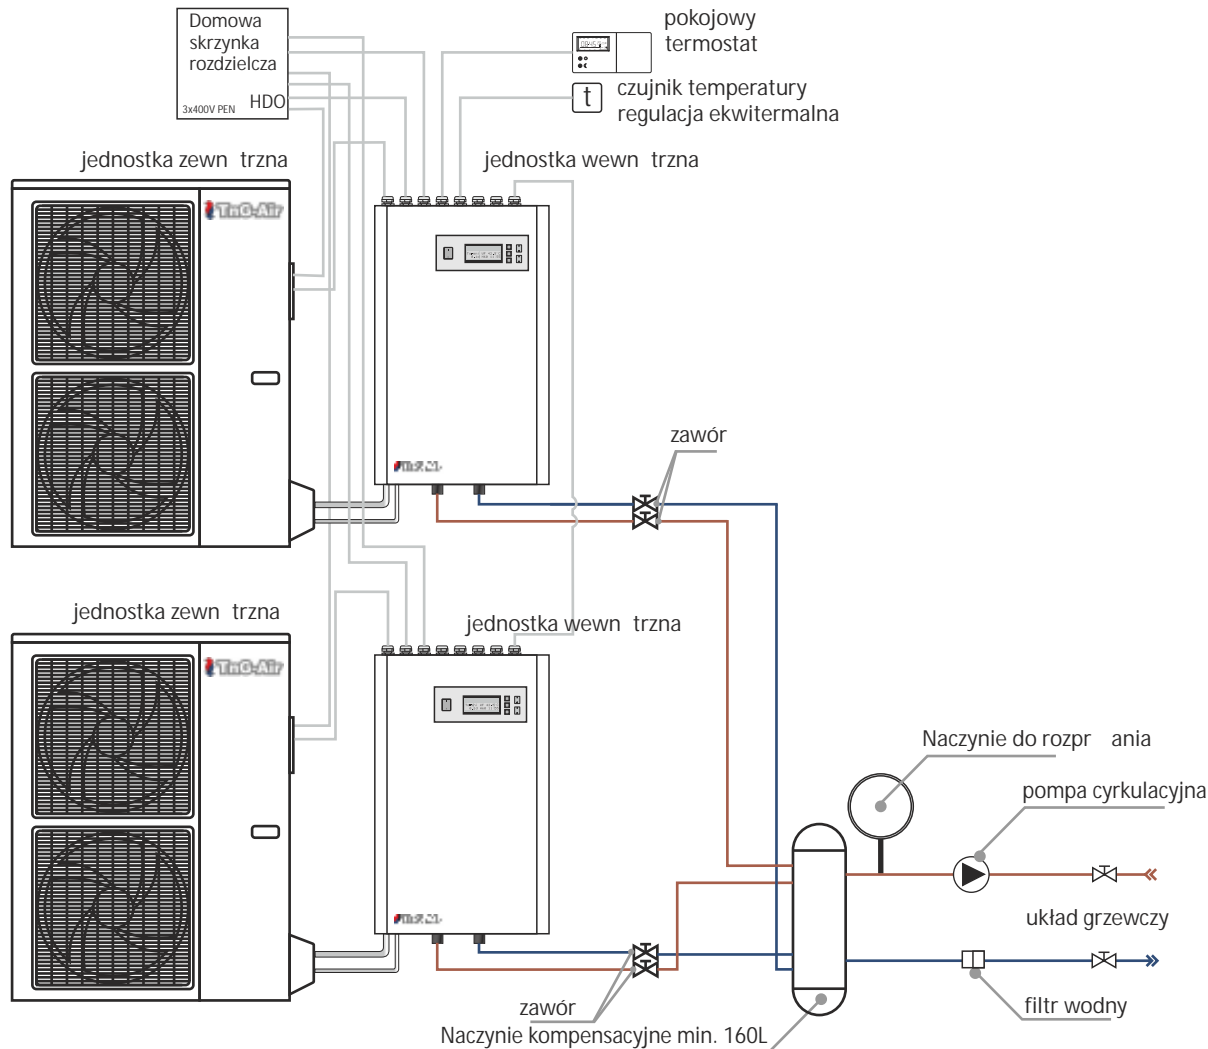 Domowa
skrzynka
rozdzielcza
3x400V PEN HDO
pokojowy
termostat
t
czujnik temperatury
regulacja ekwitermalna
jednostka zewn trzna
jednostka wewn trzna
TnG-Air
zawór
jednostka zewn trzna
jednostka wewn trzna
TnG-Air
Naczynie do rozpr ania
pompa cyrkulacyjna
układ grzewczy
zawór
filtr wodny
Naczynie kompensacyjne min. 160L